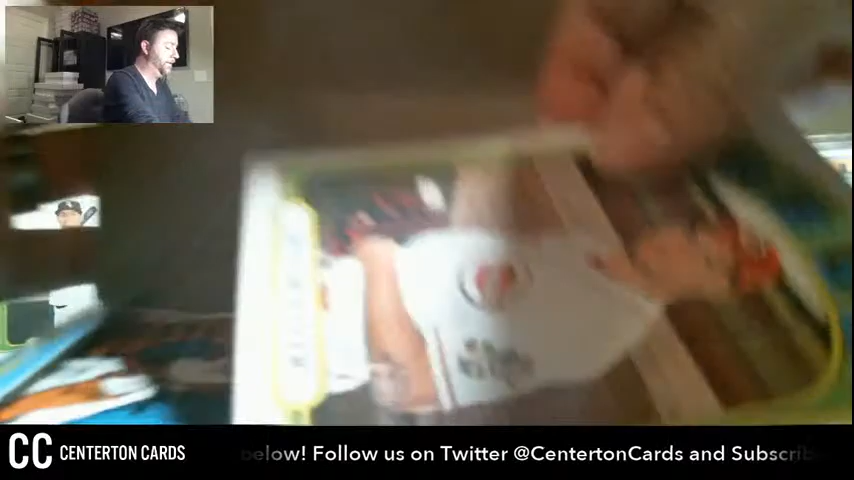 CC CENTERTON CARDS
elow! Follow us on Twitter @CentertonCards and Subscrib